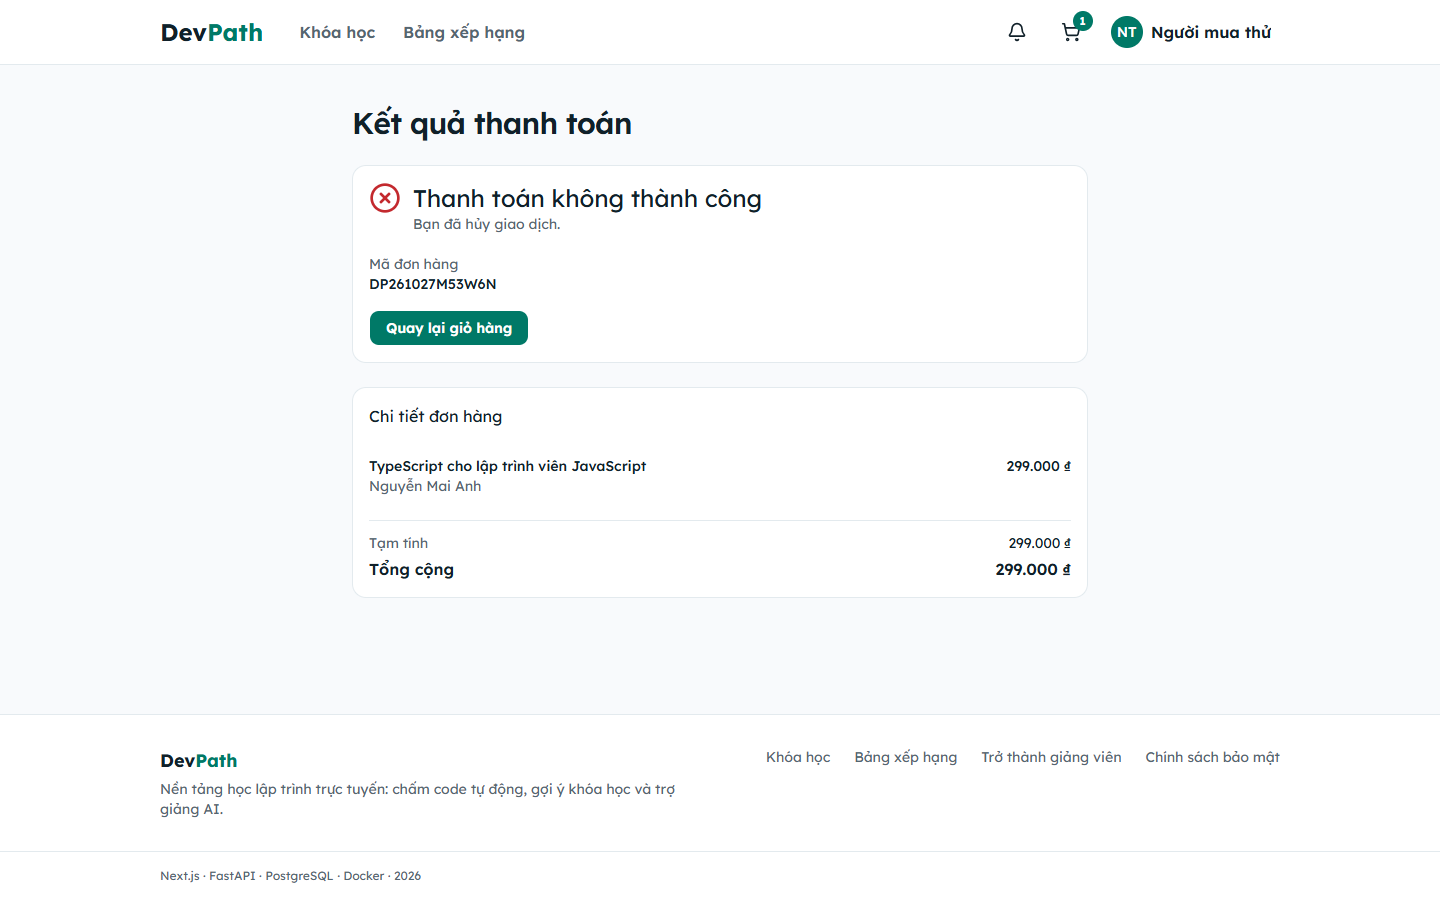 DevPath
Khóa học
Bảng xếp hạng
1
NT
Người mua thử
Kết quả thanh toán
Thanh toán không thành công
Bạn đã hủy giao dịch.
Mã đơn hàng
DP261027M53W6N
Quay lại giỏ hàng
Chi tiết đơn hàng
TypeScript cho lập trình viên JavaScript 299.000 ₫
Nguyễn Mai Anh
Tạm tính 299.000 ₫
Tổng cộng 299.000 ₫
DevPath
Khóa học
Bảng xếp hạng
Trở thành giảng viên
Chính sách bảo mật
Nền tảng học lập trình trực tuyến: chấm code tự động, gợi ý khóa học và trợ
giảng AI.
Next.js · FastAPI · PostgreSQL · Docker · 2026